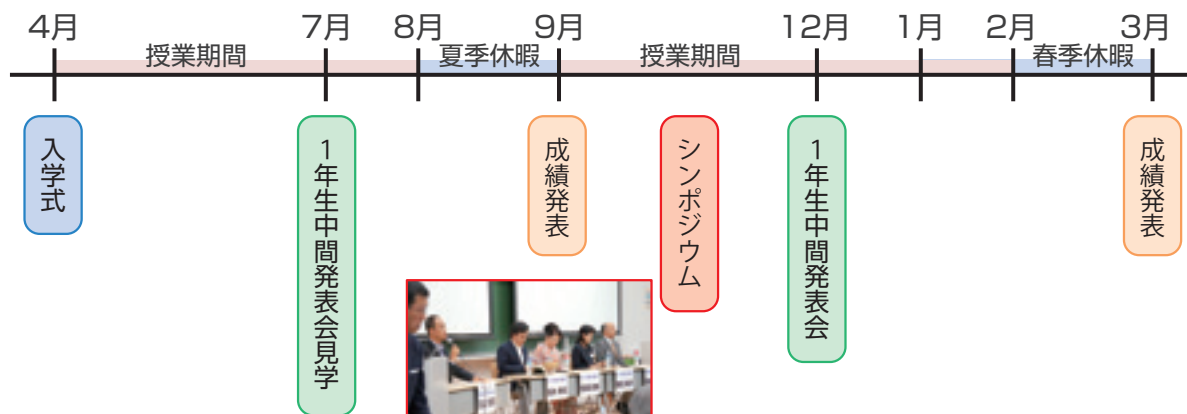 4月 7月 8月 9月 12月 1月 2月 3月
授業期間 夏季休暇 授業期間 春季休暇
入学式
1年生中間発表会見学
成績発表
シンポジウム
1年生中間発表会
成績発表